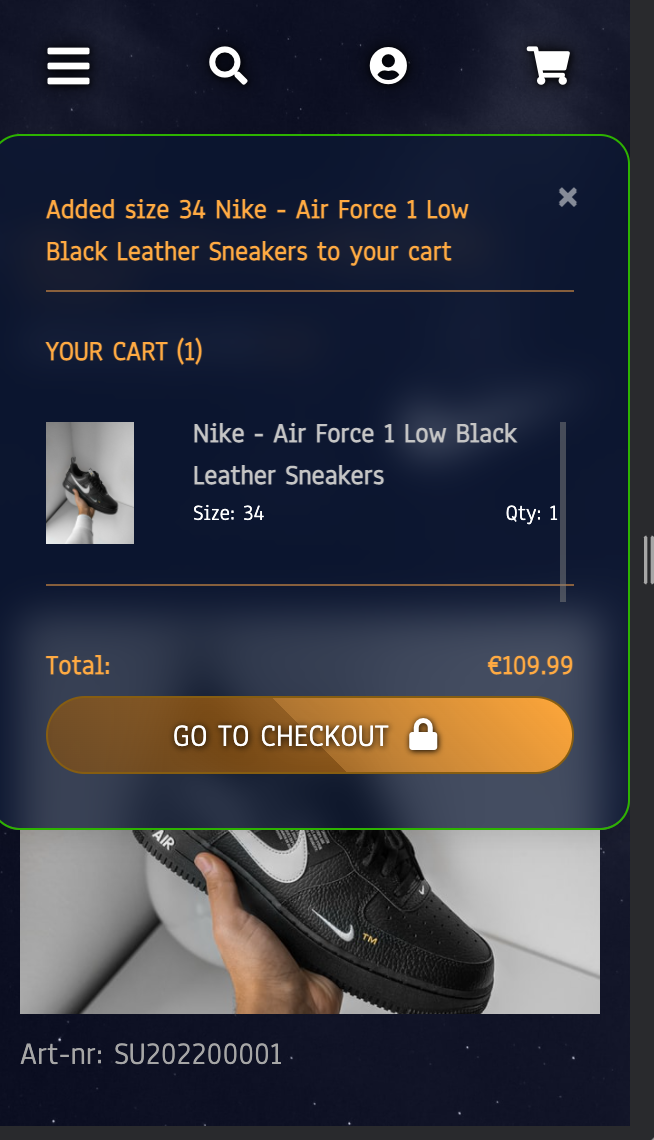 Added size 34 Nike - Air Force 1 Low
Black Leather Sneakers to your cart
YOUR CART (1)
Nike - Air Force 1 Low Black
Leather Sneakers
Size: 34
Qty: 1
Total:
€109.99
GO TO CHECKOUT
AIR
TM
Art-nr: SU202200001